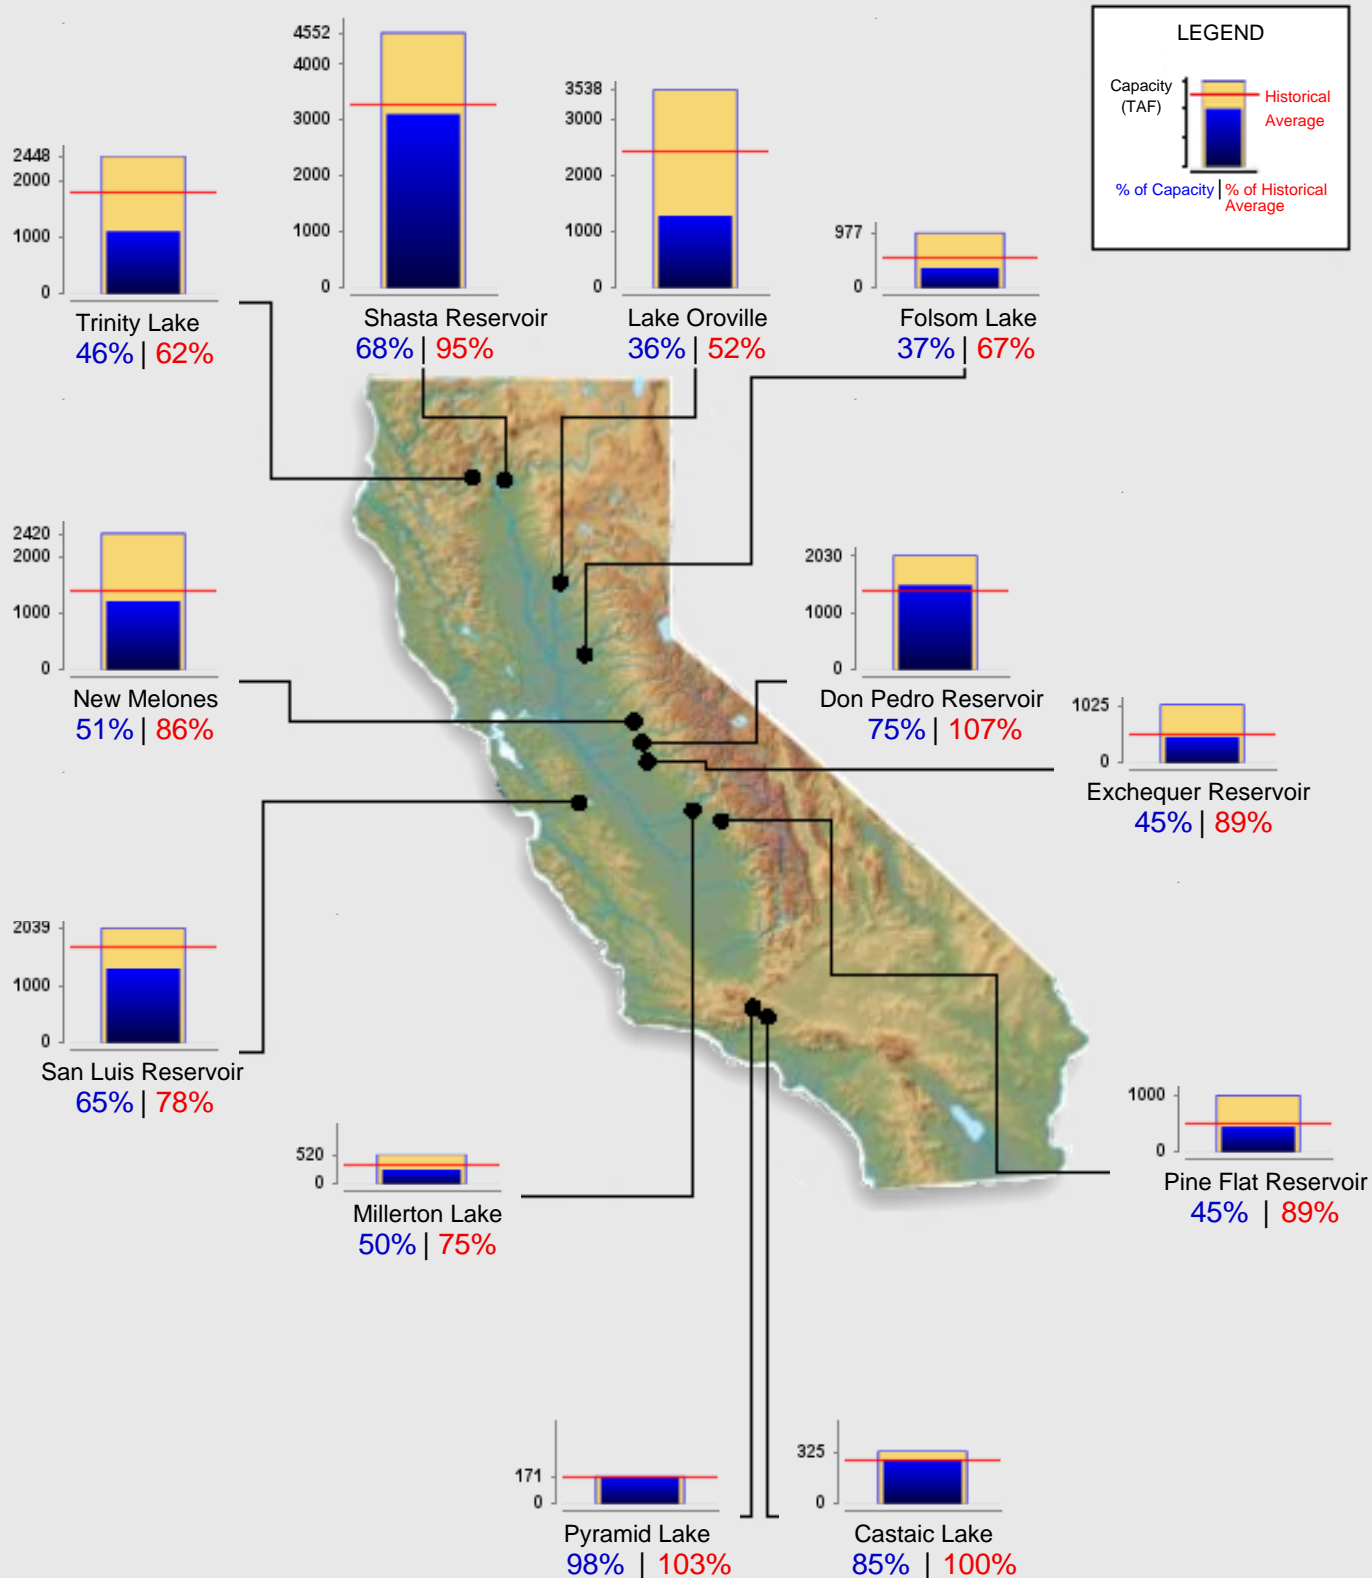 LEGEND
Capacity
(TAF)
Historical
Average
% of Capacity | % of Historical
Average
4552
4000
3000
2000
1000
0
Shasta Reservoir
68% | 95%
3538
3000
2000
1000
0
Lake Oroville
36% | 52%
977
0
Folsom Lake
37% | 67%
2448
2000
1000
0
Trinity Lake
46% | 62%
2420
2000
1000
0
New Melones
51% | 86%
2030
1000
0
Don Pedro Reservoir
75% | 107%
1025
0
Exchequer Reservoir
45% | 89%
2039
1000
0
San Luis Reservoir
65% | 78%
520
0
Millerton Lake
50% | 75%
1000
0
Pine Flat Reservoir
45% | 89%
171
0
Pyramid Lake
98% | 103%
325
0
Castaic Lake
85% | 100%